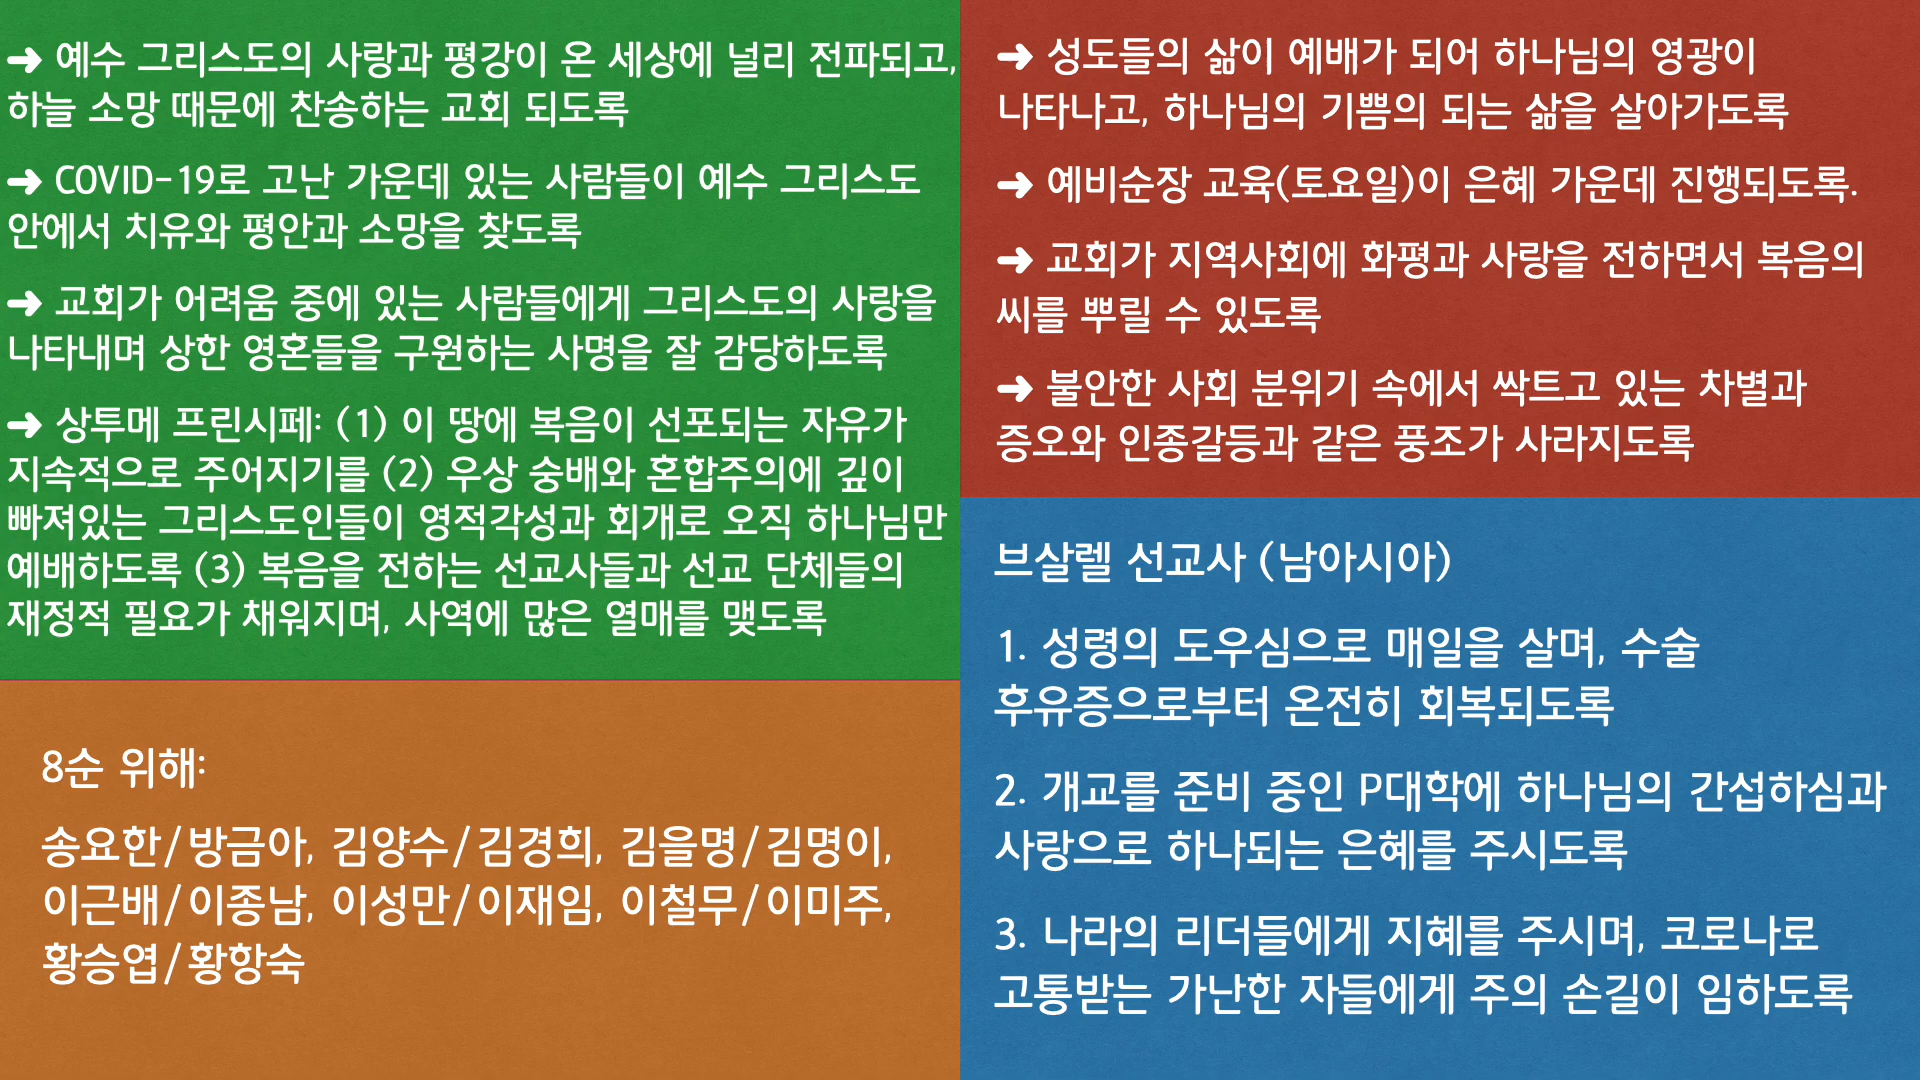 ➜ 예수 그리스도의 사랑과 평강이 온 세상에 널리 전파되고,
하늘 소망 때문에 찬송하는 교회 되도록
➜ COVID-19로 고난 가운데 있는 사람들이 예수 그리스도
안에서 치유와 평안과 소망을 찾도록
➜ 교회가 어려움 중에 있는 사람들에게 그리스도의 사랑을
나타내며 상한 영혼들을 구원하는 사명을 잘 감당하도록
➜ 상투메 프린시페: (1) 이 땅에 복음이 선포되는 자유가
지속적으로 주어지기를 (2) 우상 숭배와 혼합주의에 깊이
빠져있는 그리스도인들이 영적각성과 회개로 오직 하나님만
예배하도록 (3) 복음을 전하는 선교사들과 선교 단체들의
재정적 필요가 채워지며, 사역에 많은 열매를 맺도록
8순 위해:
송요한/방금아, 김양수/김경희, 김을명/김명이,
이근배/이종남, 이성만/이재임, 이철무/이미주,
황승엽/황항숙
➜ 성도들의 삶이 예배가 되어 하나님의 영광이
나타나고, 하나님의 기쁨의 되는 삶을 살아가도록
➜ 예비순장 교육(토요일)이 은혜 가운데 진행되도록.
➜ 교회가 지역사회에 화평과 사랑을 전하면서 복음의
씨를 뿌릴 수 있도록
➜ 불안한 사회 분위기 속에서 싹트고 있는 차별과
증오와 인종갈등과 같은 풍조가 사라지도록
브살렐 선교사 (남아시아)
1. 성령의 도우심으로 매일을 살며, 수술
후유증으로부터 온전히 회복되도록
2. 개교를 준비 중인 P대학에 하나님의 간섭하심과
사랑으로 하나되는 은혜를 주시도록
3. 나라의 리더들에게 지혜를 주시며, 코로나로
고통받는 가난한 자들에게 주의 손길이 임하도록